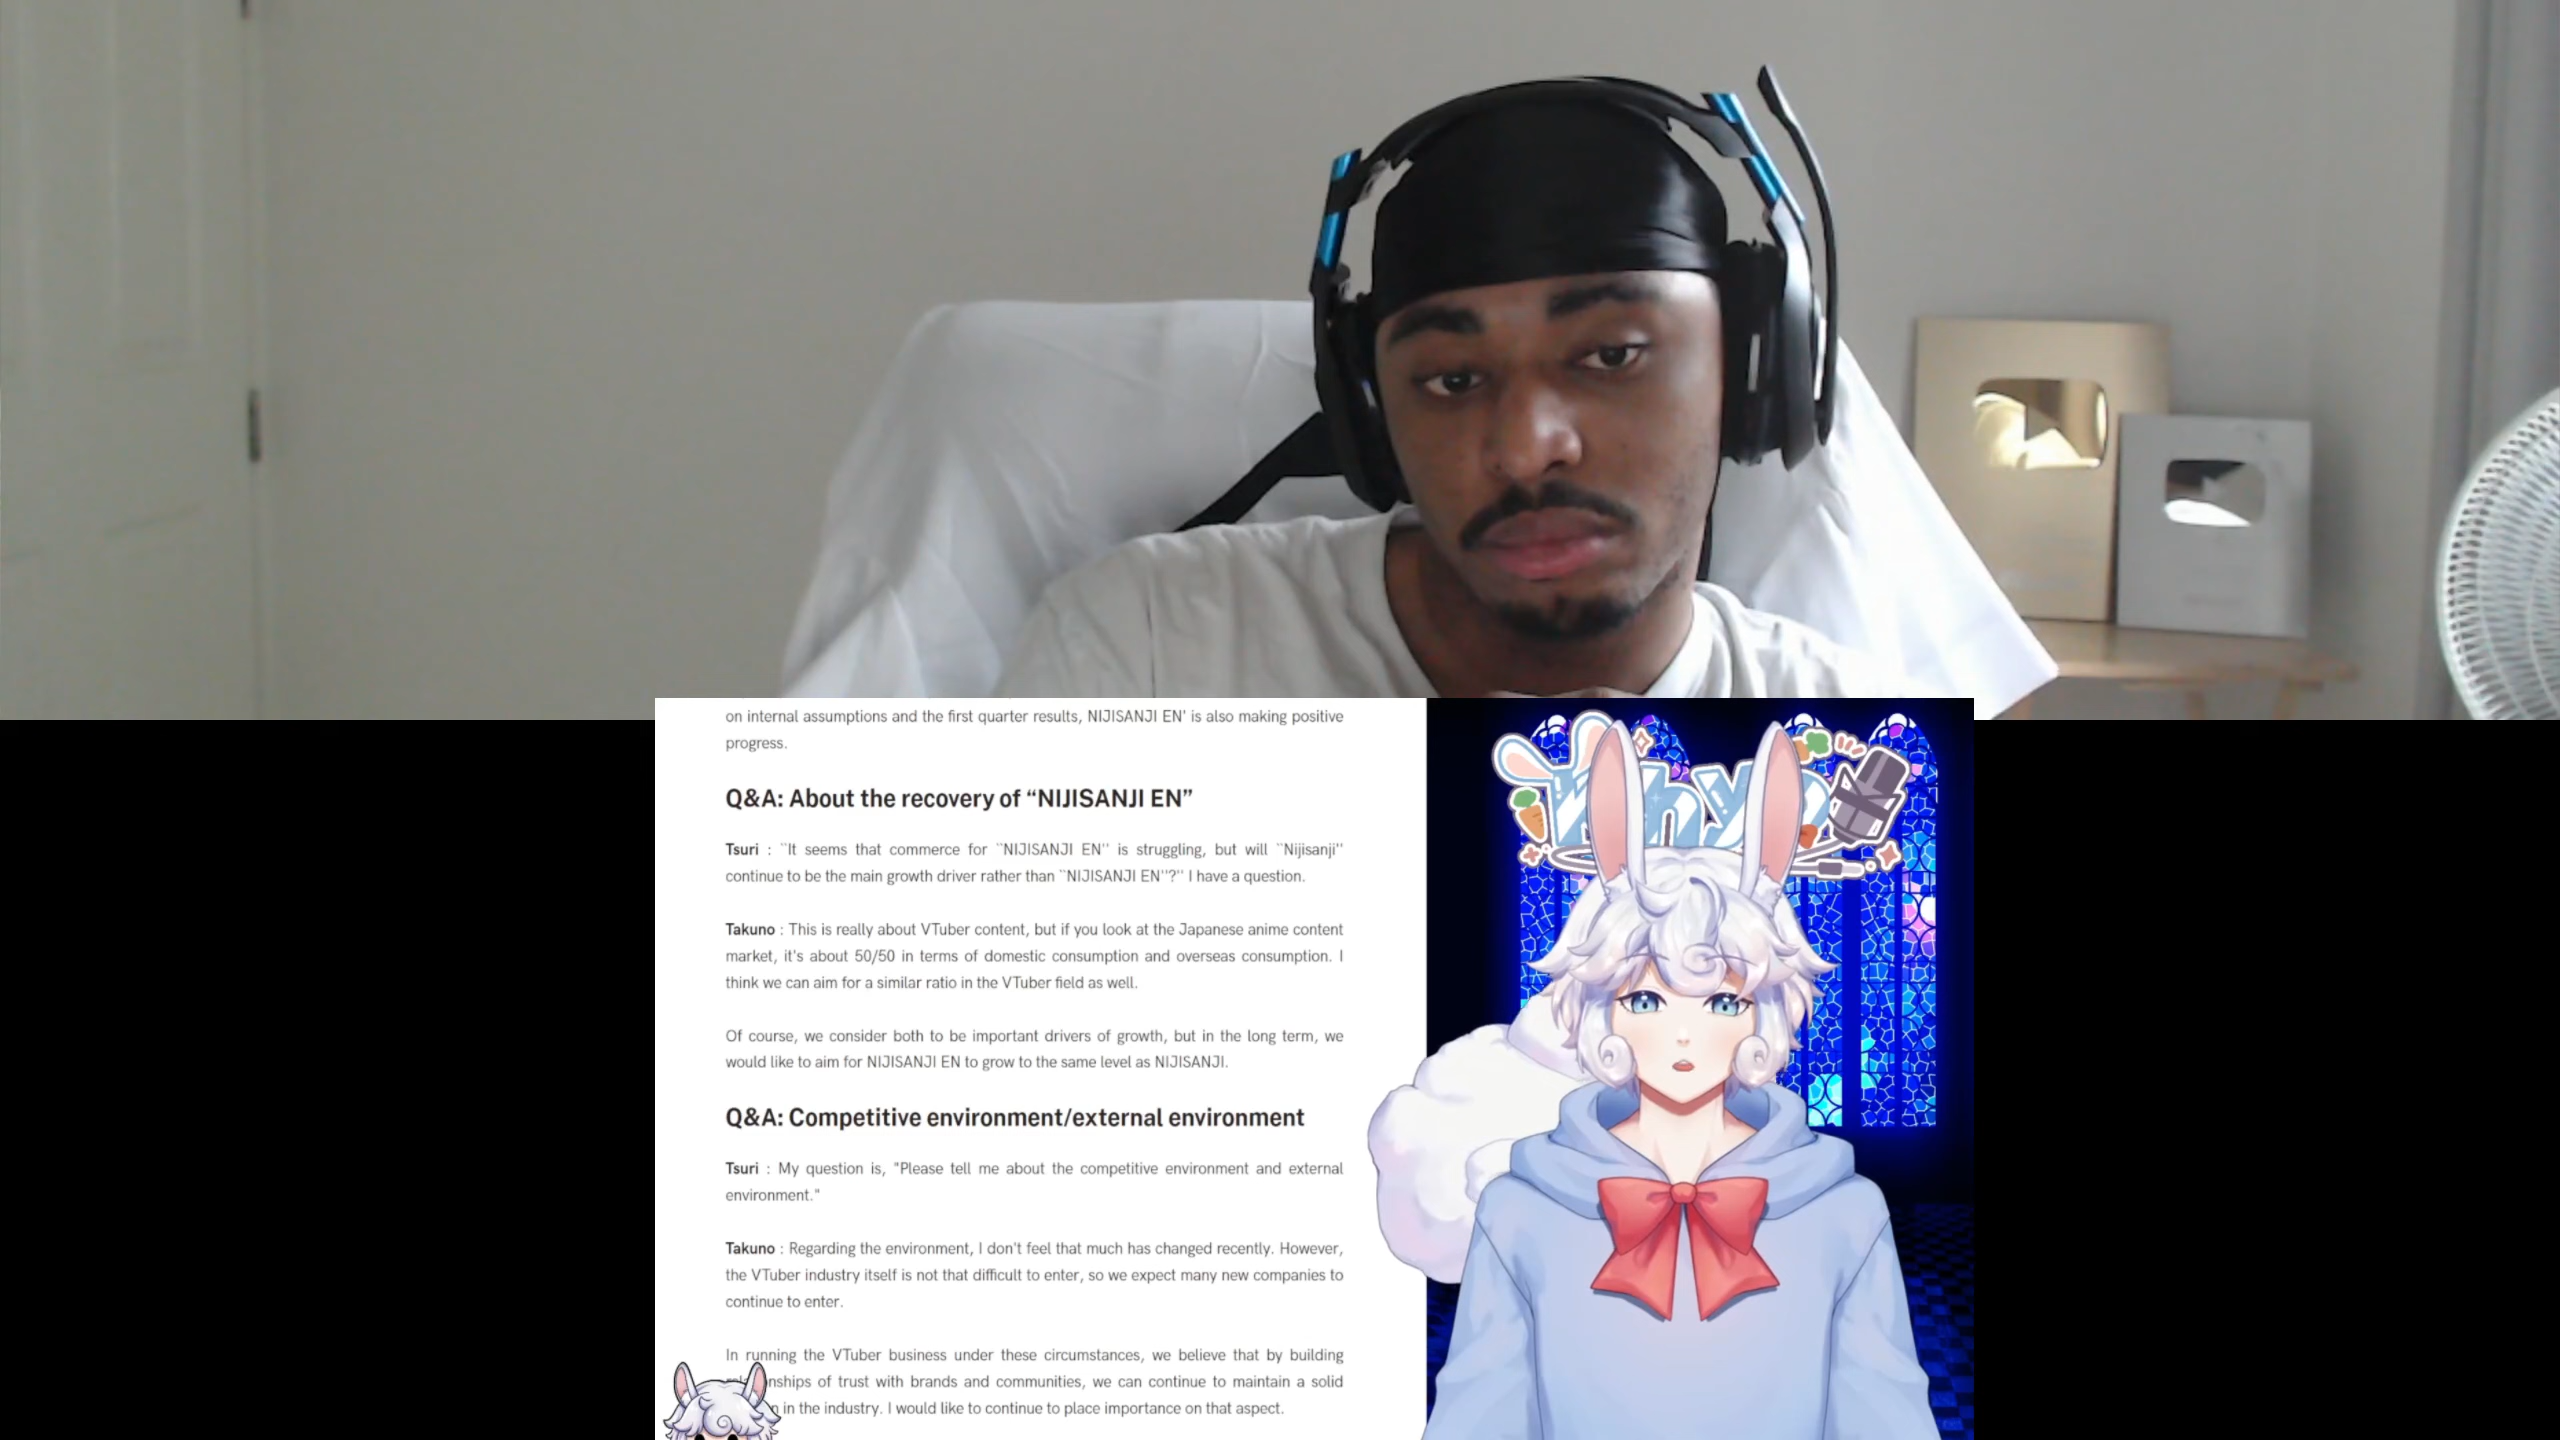 on internal assumptions and the first quarter results, NIJISANJI EN' is also making positive
progress.
Q&A: About the recovery of “NIJISANJI EN”
Tsuri : ``It seems that commerce for ``NIJISANJI EN'' is struggling, but will ``Nijisanji''
continue to be the main growth driver rather than ``NIJISANJI EN''?'' I have a question.
Takuno : This is really about VTuber content, but if you look at the Japanese anime content
market, it's about 50/50 in terms of domestic consumption and overseas consumption. I
think we can aim for a similar ratio in the VTuber field as well.
Of course, we consider both to be important drivers of growth, but in the long term, we
would like to aim for NIJISANJI EN to grow to the same level as NIJISANJI.
Q&A: Competitive environment/external environment
Tsuri : My question is, "Please tell me about the competitive environment and external
environment."
Takuno : Regarding the environment, I don't feel that much has changed recently. However,
the VTuber industry itself is not that difficult to enter, so we expect many new companies to
continue to enter.
In running the VTuber business under these circumstances, we believe that by building
of trust with brands and communities, we can continue to maintain a solid
in the industry. I would like to continue to place importance on that aspect.